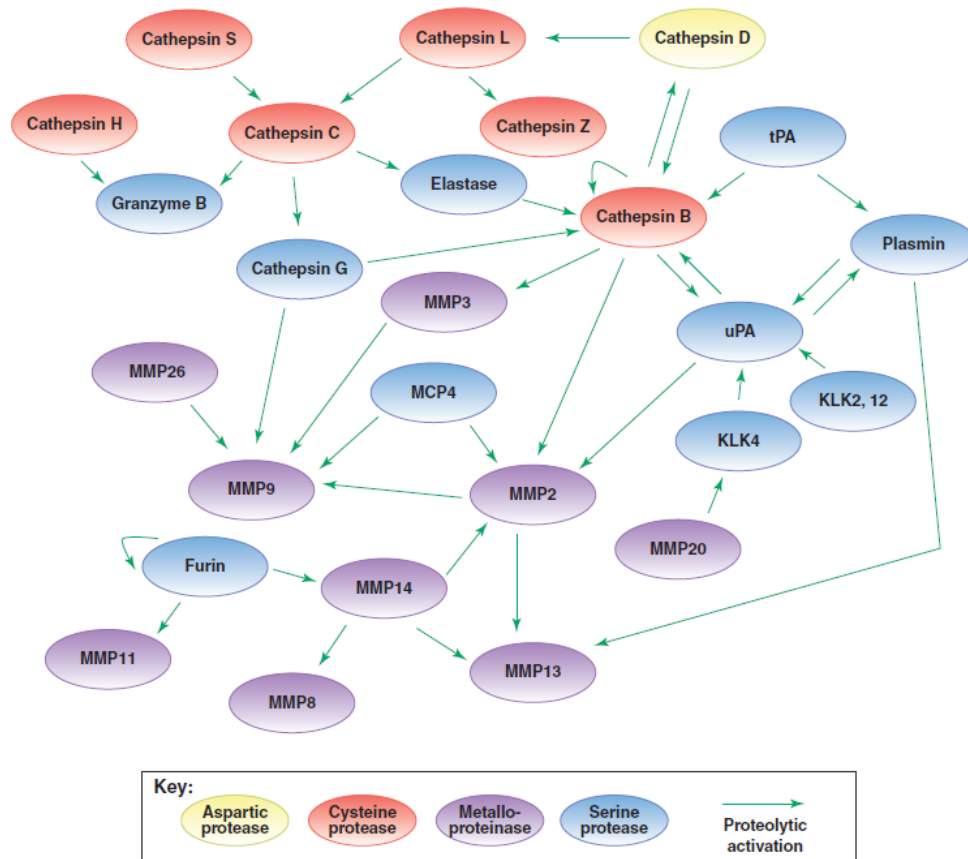 Cathepsin S
Cathepsin L
Cathepsin D
Cathepsin H
Cathepsin C
Cathepsin Z
tPA
Granzyme B
Elastase
Cathepsin B
Plasmin
Cathepsin G
MMP3
uPA
MMP26
MCP4
KLK2, 12
KLK4
MMP9
MMP2
MMP20
Furin
MMP14
MMP11
MMP13
MMP8
Key:
Aspartic
protease
Cysteine
protease
Metallo-
proteinase
Serine
protease
Proteolytic
activation